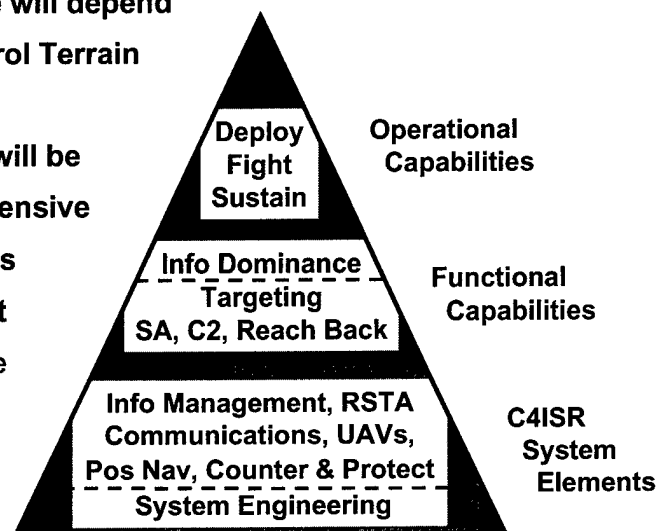 will depend
rol Terrain
will be
ensive
s
t
e
Deploy
Fight
Sustain
Operational
Capabilities
Info Dominance
Targeting
SA, C2, Reach Back
Functional
Capabilities
Info Management, RSTA
Communications, UAVs,
Pos Nav, Counter & Protect
System Engineering
C4ISR
System
Elements